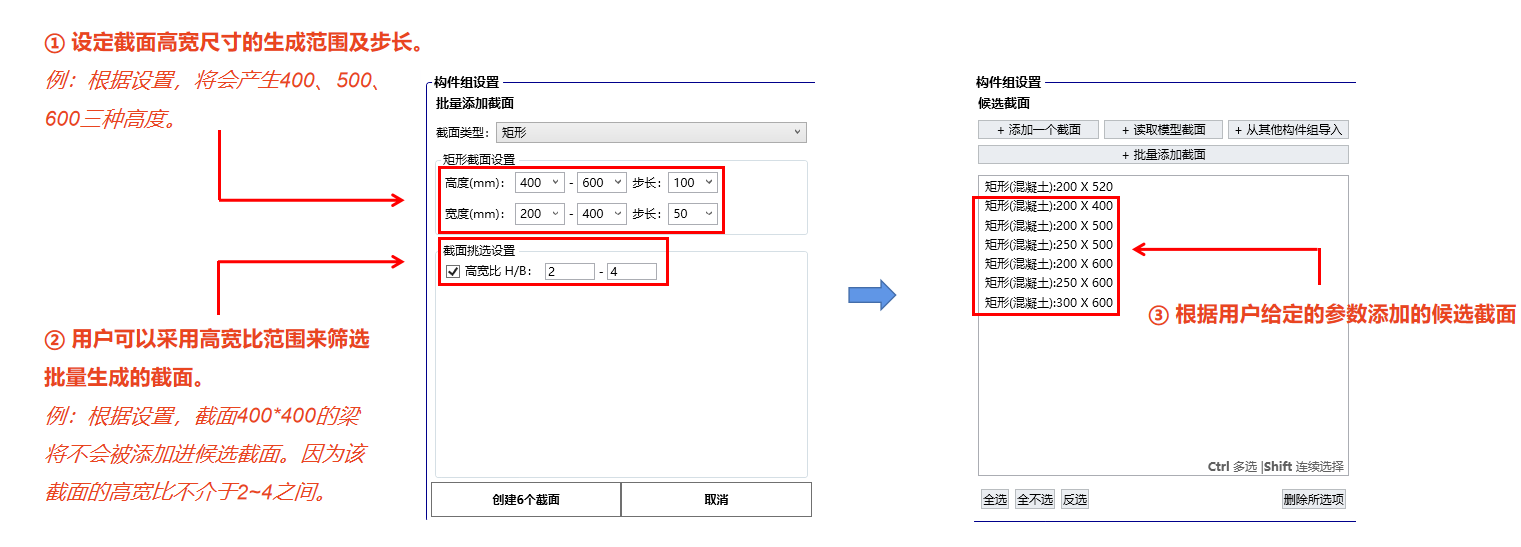 ① 设定截面高宽尺寸的生成范围及步长。
例：根据设置，将会产生400、500、
600三种高度。
② 用户可以采用高宽比范围来筛选
批量生成的截面。
例：根据设置，截面400*400的梁
将不会被添加进候选截面。因为该
截面的高宽比不介于2~4之间。
构件组设置
批量添加截面
截面类型： 矩形
矩形截面设置
高度(mm)： 400 - 600 步长： 100
宽度(mm)： 200 - 400 步长： 50
截面挑选设置
高宽比 H/B： 2 - 4
创建6个截面 取消
构件组设置
候选截面
+ 添加一个截面 + 读取模型截面 + 从其他构件组导入
+ 批量添加截面
矩形(混凝土):200 X 520
矩形(混凝土):200 X 400
矩形(混凝土):200 X 500
矩形(混凝土):250 X 500
矩形(混凝土):200 X 600
矩形(混凝土):250 X 600
矩形(混凝土):300 X 600
Ctrl 多选 |Shift 连续选择
全选 全不选 反选 删除所选项
③ 根据用户给定的参数添加的候选截面